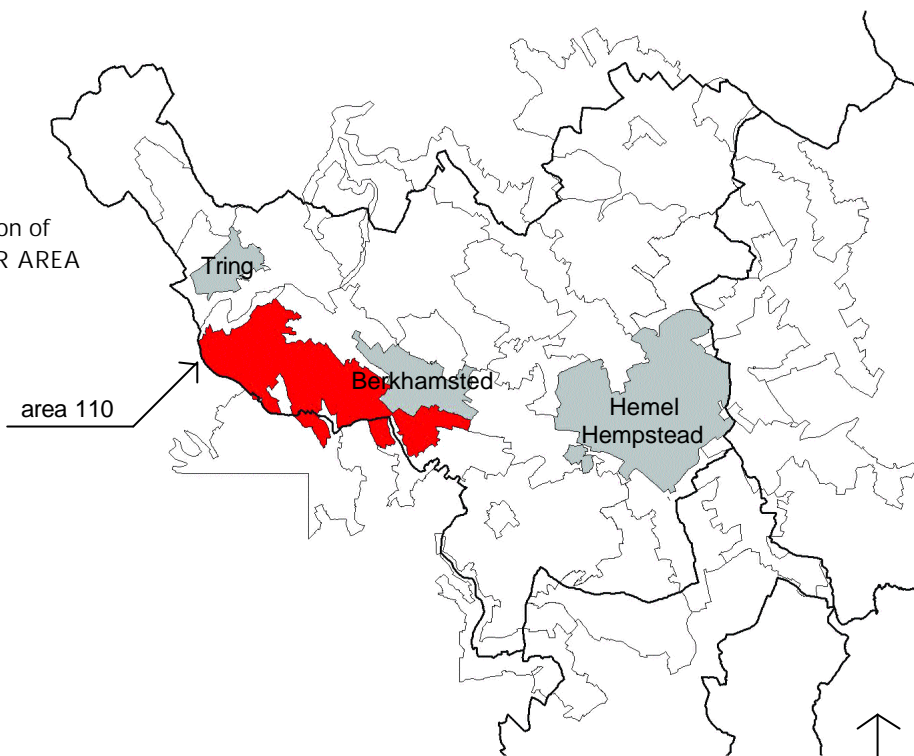 on of
R AREA
Tring
Berkhamsted
area 110
Hemel
Hempstead